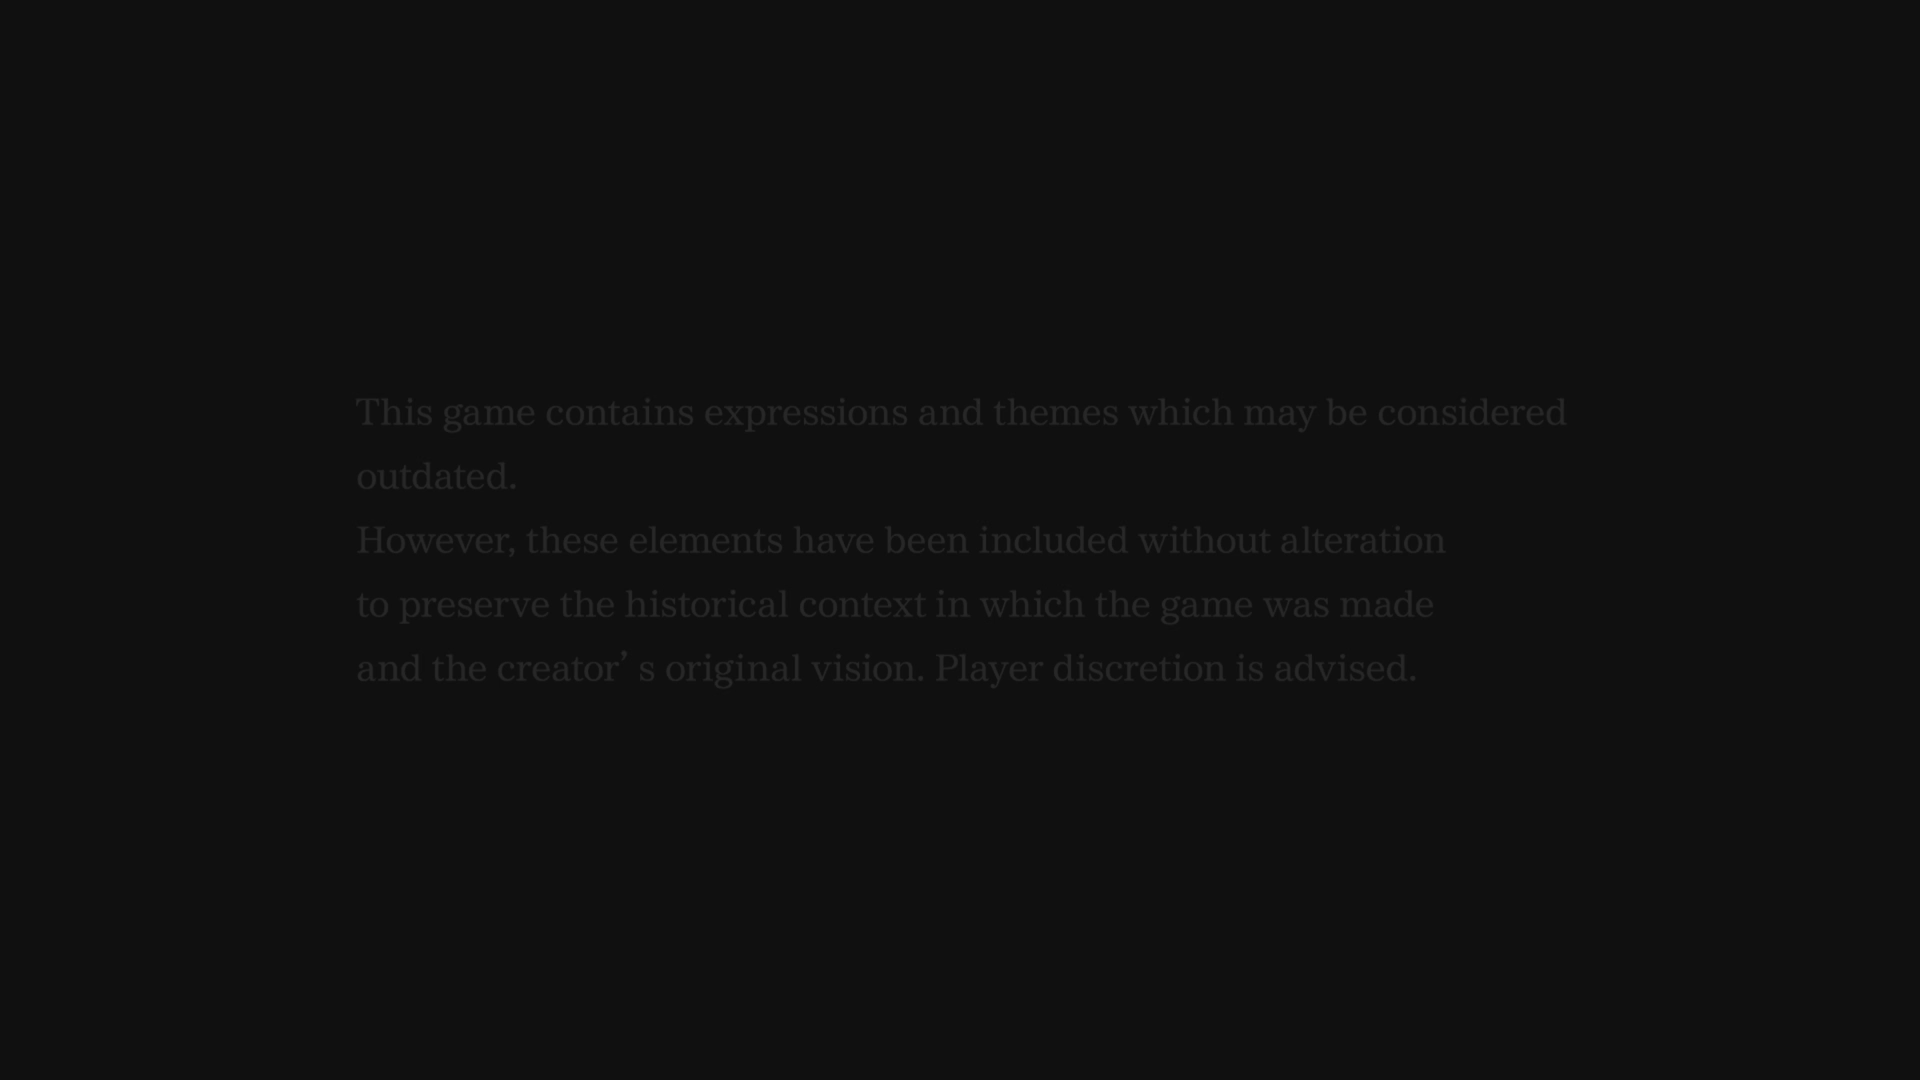 This game contains expressions and themes which may be considered
outdated.
However, these elements have been included without alteration
to preserve the historical context in which the game was made
and the creator’ s original vision. Player discretion is advised.